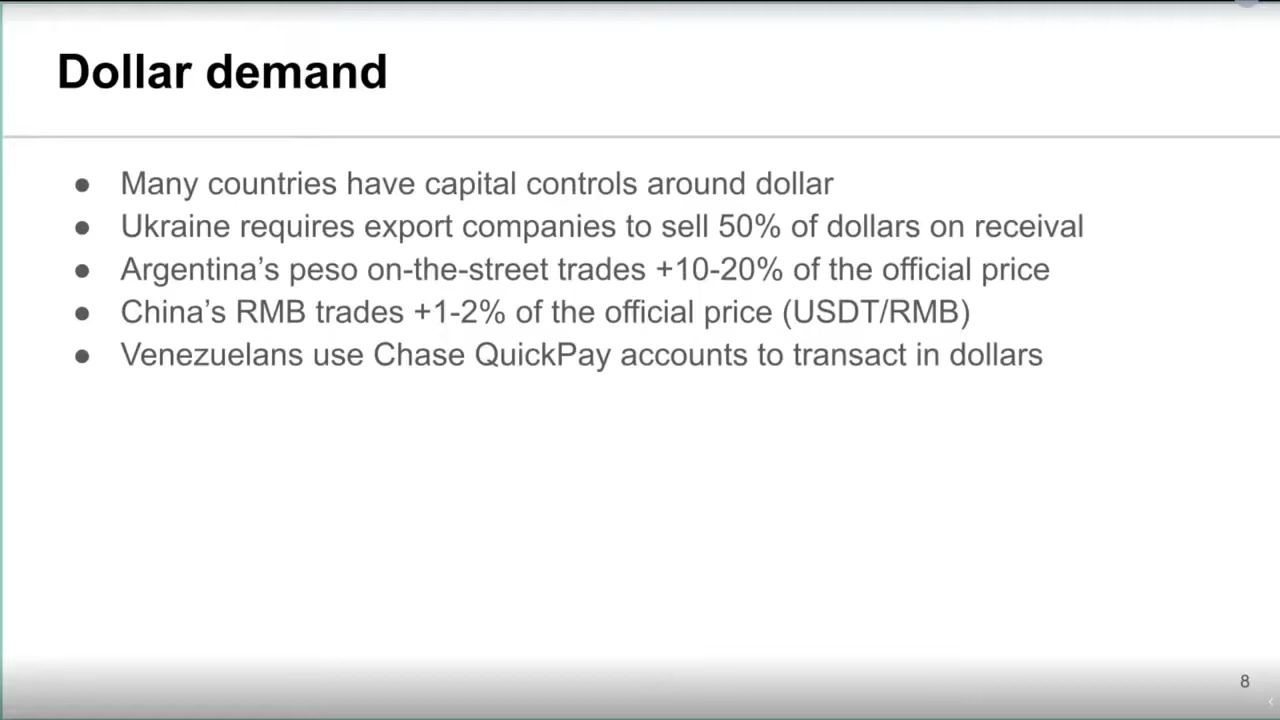 Dollar demand
● Many countries have capital controls around dollar
● Ukraine requires export companies to sell 50% of dollars on receival
● Argentina’s peso on-the-street trades +10-20% of the official price
● China’s RMB trades +1-2% of the official price (USDT/RMB)
● Venezuelans use Chase QuickPay accounts to transact in dollars
8